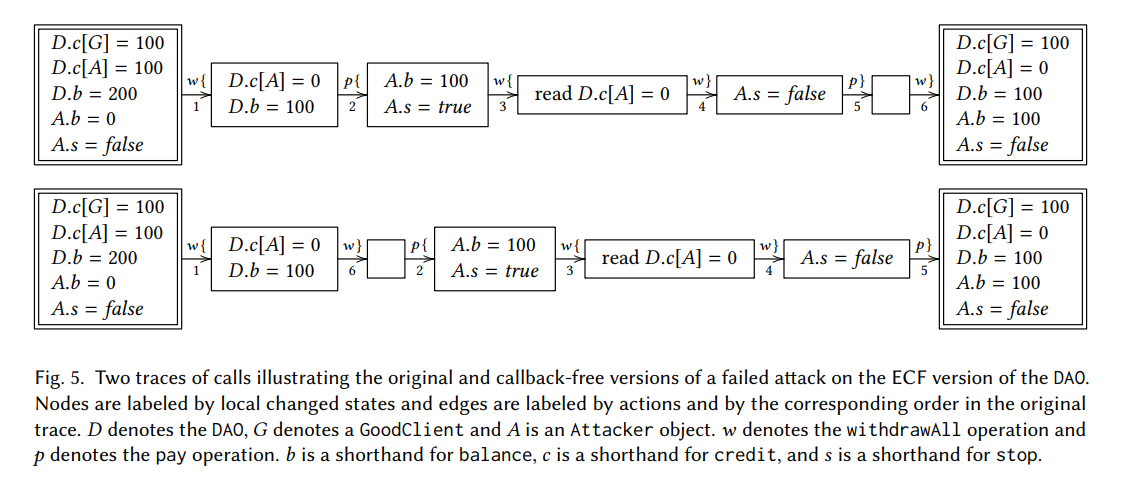 D.c[G] = 100
D.c[A] = 100
D.b = 200
A.b = 0
A.s = false
w{
1
D.c[A] = 0
D.b = 100
p{
2
A.b = 100
A.s = true
w{
3
read D.c[A] = 0
w}
4
A.s = false
p}
5
w}
6
D.c[G] = 100
D.c[A] = 0
D.b = 100
A.b = 100
A.s = false
D.c[G] = 100
D.c[A] = 100
D.b = 200
A.b = 0
A.s = false
w{
1
D.c[A] = 0
D.b = 100
w}
6
p{
2
A.b = 100
A.s = true
w{
3
read D.c[A] = 0
w}
4
A.s = false
p}
5
D.c[G] = 100
D.c[A] = 0
D.b = 100
A.b = 100
A.s = false
Fig. 5. Two traces of calls illustrating the original and callback-free versions of a failed attack on the ECF version of the DAO.
Nodes are labeled by local changed states and edges are labeled by actions and by the corresponding order in the original
trace. D denotes the DAO, G denotes a GoodClient and A is an Attacker object. w denotes the withdrawAll operation and
p denotes the pay operation. b is a shorthand for balance, c is a shorthand for credit, and s is a shorthand for stop.